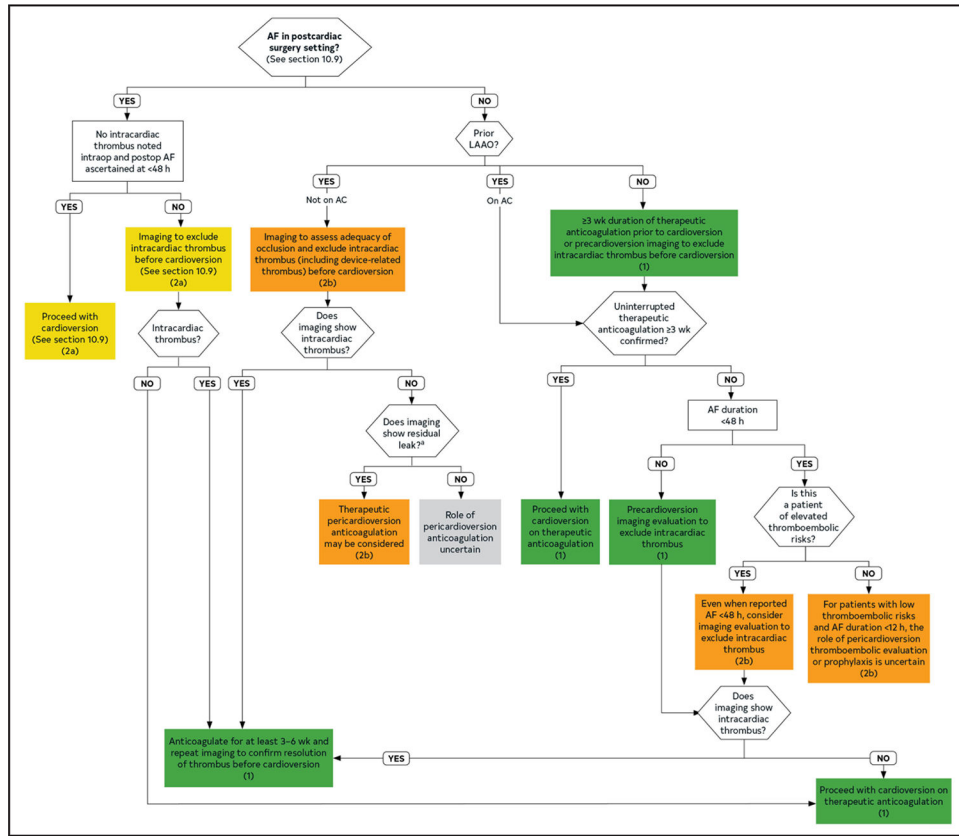 AF in postcardiac
surgery setting?
(See section 10.9)
YES
NO
No intracardiac
thrombus noted
intraop and postop AF
ascertained at <48 h
Prior
LAAO?
YES
NO
YES
YES
NO
Not on AC
On AC
Imaging to exclude
intracardiac thrombus
before cardioversion
(See section 10.9)
(2a)
Imaging to assess adequacy of
occlusion and exclude intracardiac
thrombus (including device-related
thrombus) before cardioversion
(2b)
≥3 wk duration of therapeutic
anticoagulation prior to cardioversion
or precardioversion imaging to exclude
intracardiac thrombus before cardioversion
(1)
Proceed with
cardioversion
(See section 10.9)
(2a)
Intracardiac
thrombus?
Does
imaging show
intracardiac
thrombus?
Uninterrupted
therapeutic
anticoagulation ≥3 wk
confirmed?
NO
YES
YES
NO
YES
NO
Does imaging
show residual
leak?a
AF duration
<48 h
YES
NO
NO
YES
Therapeutic
pericardioversion
anticoagulation
may be considered
(2b)
Role of
pericardioversion
anticoagulation
uncertain
Proceed with
cardioversion
on therapeutic
anticoagulation
(1)
Precardioversion
imaging evaluation to
exclude intracardiac
thrombus
(1)
Is this
a patient
of elevated
thromboembolic
risks?
YES
NO
Even when reported
AF <48 h, consider
imaging evaluation to
exclude intracardiac
thrombus
(2b)
For patients with low
thromboembolic risks
and AF duration <12 h, the
role of pericardioversion
thromboembolic evaluation
or prophylaxis is uncertain
(2b)
Does
imaging show
intracardiac
thrombus?
Anticoagulate for at least 3–6 wk and
repeat imaging to confirm resolution
of thrombus before cardioversion
(1)
YES
NO
Proceed with cardioversion on
therapeutic anticoagulation
(1)